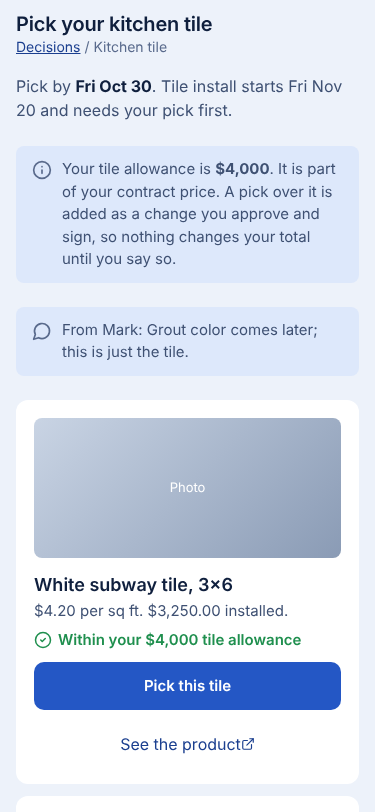 Pick your kitchen tile
Decisions / Kitchen tile
Pick by Fri Oct 30. Tile install starts Fri Nov
20 and needs your pick first.
Your tile allowance is $4,000. It is part
of your contract price. A pick over it is
added as a change you approve and
sign, so nothing changes your total
until you say so.
From Mark: Grout color comes later;
this is just the tile.
Photo
White subway tile, 3×6
$4.20 per sq ft. $3,250.00 installed.
Within your $4,000 tile allowance
Pick this tile
See the product